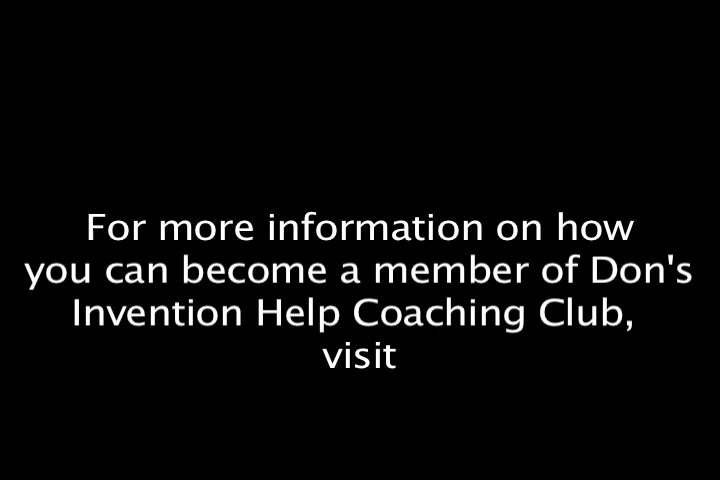 For more information on how
you can become a member of Don's
Invention Help Coaching Club,
visit